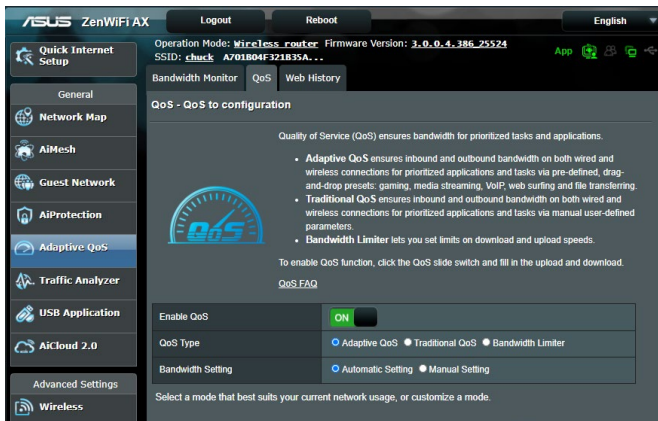 ASUS ZenWiFi AX
Logout
Reboot
English
Quick Internet
Setup
General
Network Map
AiMesh
Guest Network
AiProtection
Adaptive QoS
Traffic Analyzer
USB Application
AiCloud 2.0
Advanced Settings
Wireless
Operation Mode: Wireless router Firmware Version: 3.0.0.4.386_25524
SSID: chuck A701B04F321B35A...
App
Bandwidth Monitor
QoS
Web History
QoS - QoS to configuration
QoS
Quality of Service (QoS) ensures bandwidth for prioritized tasks and applications.
• Adaptive QoS ensures inbound and outbound bandwidth on both wired and
wireless connections for prioritized applications and tasks via pre-defined, drag-
and-drop presets: gaming, media streaming, VoIP, web surfing and file transferring.
• Traditional QoS ensures inbound and outbound bandwidth on both wired and
wireless connections for prioritized applications and tasks via manual user-defined
parameters.
• Bandwidth Limiter lets you set limits on download and upload speeds.
To enable QoS function, click the QoS slide switch and fill in the upload and download.
QoS FAQ
Enable QoS
ON
QoS Type
Adaptive QoS Traditional QoS Bandwidth Limiter
Bandwidth Setting
Automatic Setting Manual Setting
Select a mode that best suits your current network usage, or customize a mode.